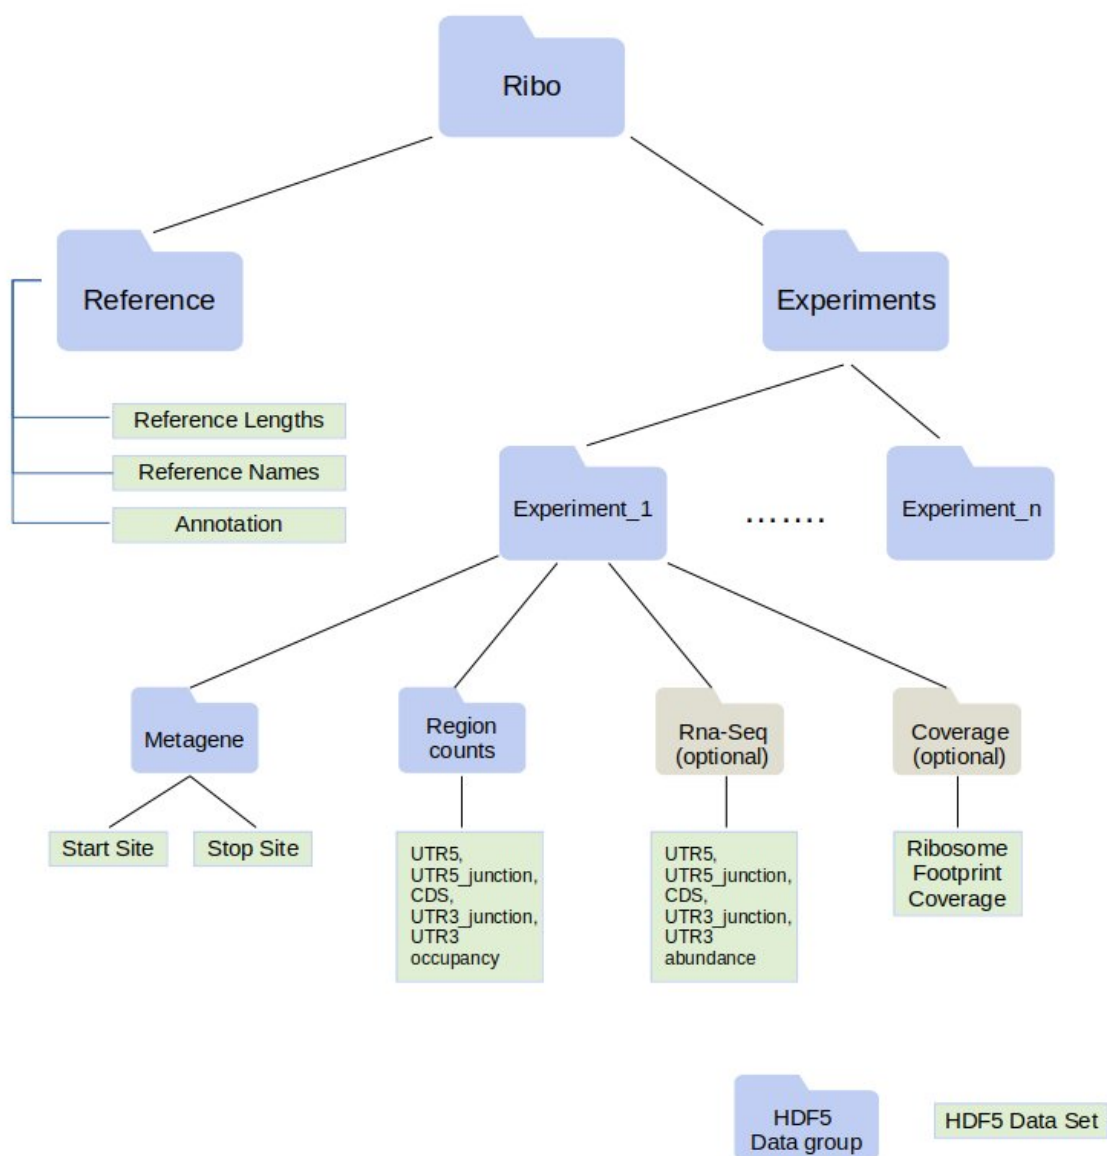 Ribo
Reference
Experiments
Reference Lengths
Reference Names
Annotation
Experiment_1
.......
Experiment_n
Metagene
Region
counts
Rna-Seq
(optional)
Coverage
(optional)
Start Site
Stop Site
UTR5,
UTR5_junction,
CDS,
UTR3_junction,
UTR3
occupancy
UTR5,
UTR5_junction,
CDS,
UTR3_junction,
UTR3
abundance
Ribosome
Footprint
Coverage
HDF5
Data group
HDF5 Data Set